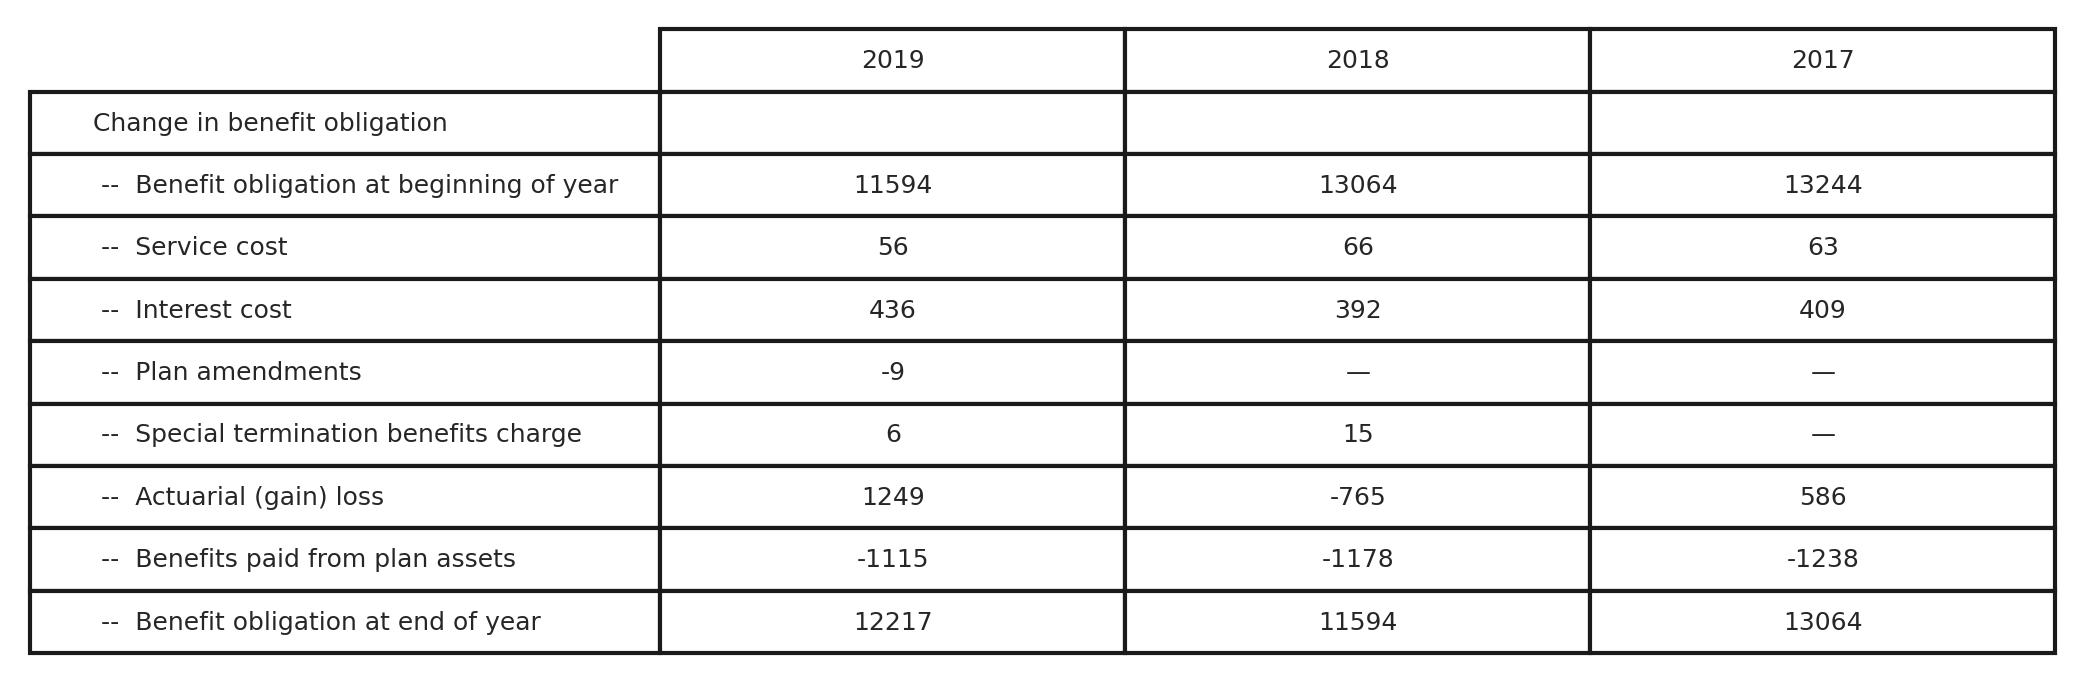 2019 2018 2017
Change in benefit obligation
-- Benefit obligation at beginning of year 11594 13064 13244
-- Service cost 56 66 63
-- Interest cost 436 392 409
-- Plan amendments -9 — —
-- Special termination benefits charge 6 15 —
-- Actuarial (gain) loss 1249 -765 586
-- Benefits paid from plan assets -1115 -1178 -1238
-- Benefit obligation at end of year 12217 11594 13064